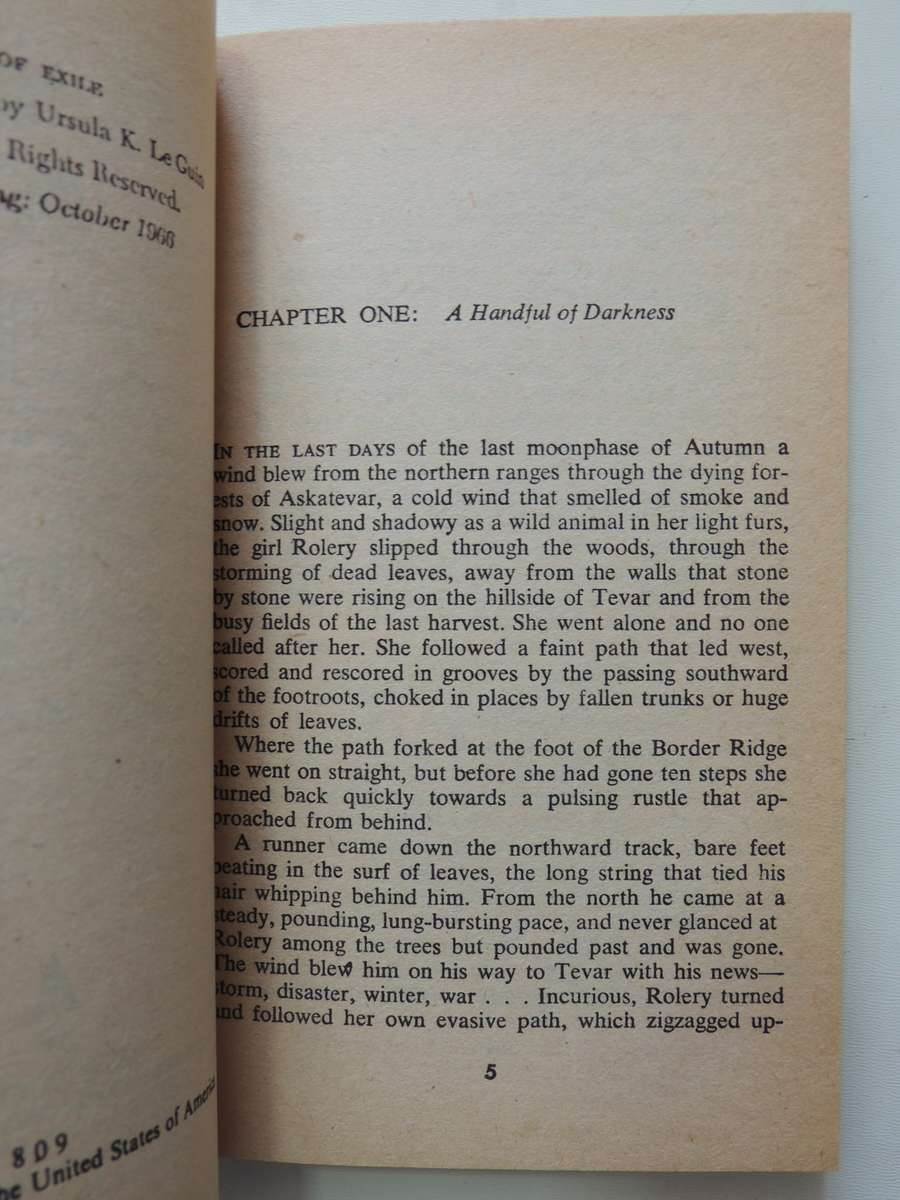 OF EXILE
by Ursula K. Le Guin
Rights Reserved.
October 1966
809
The United States of America
CHAPTER ONE: A Handful of Darkness
IN THE LAST DAYS of the last moonphase of Autumn a
wind blew from the northern ranges through the dying for-
ests of Askatevar, a cold wind that smelled of smoke and
snow. Slight and shadowy as a wild animal in her light furs,
the girl Rolery slipped through the woods, through the
storming of dead leaves, away from the walls that stone
by stone were rising on the hillside of Tevar and from the
busy fields of the last harvest. She went alone and no one
called after her. She followed a faint path that led west,
scored and rescored in grooves by the passing southward
of the footroots, choked in places by fallen trunks or huge
drifts of leaves.
Where the path forked at the foot of the Border Ridge
she went on straight, but before she had gone ten steps she
turned back quickly towards a pulsing rustle that ap-
proached from behind.
A runner came down the northward track, bare feet
beating in the surf of leaves, the long string that tied his
hair whipping behind him. From the north he came at a
steady, pounding, lung-bursting pace, and never glanced at
Rolery among the trees but pounded past and was gone.
The wind blew him on his way to Tevar with his news—
storm, disaster, winter, war . . . Incurious, Rolery turned
and followed her own evasive path, which zigzagged up-
5